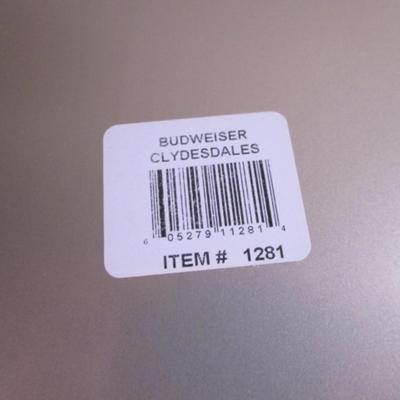 BUDWEISER
CLYDESDALES
6 05279 11281 4
ITEM # 1281